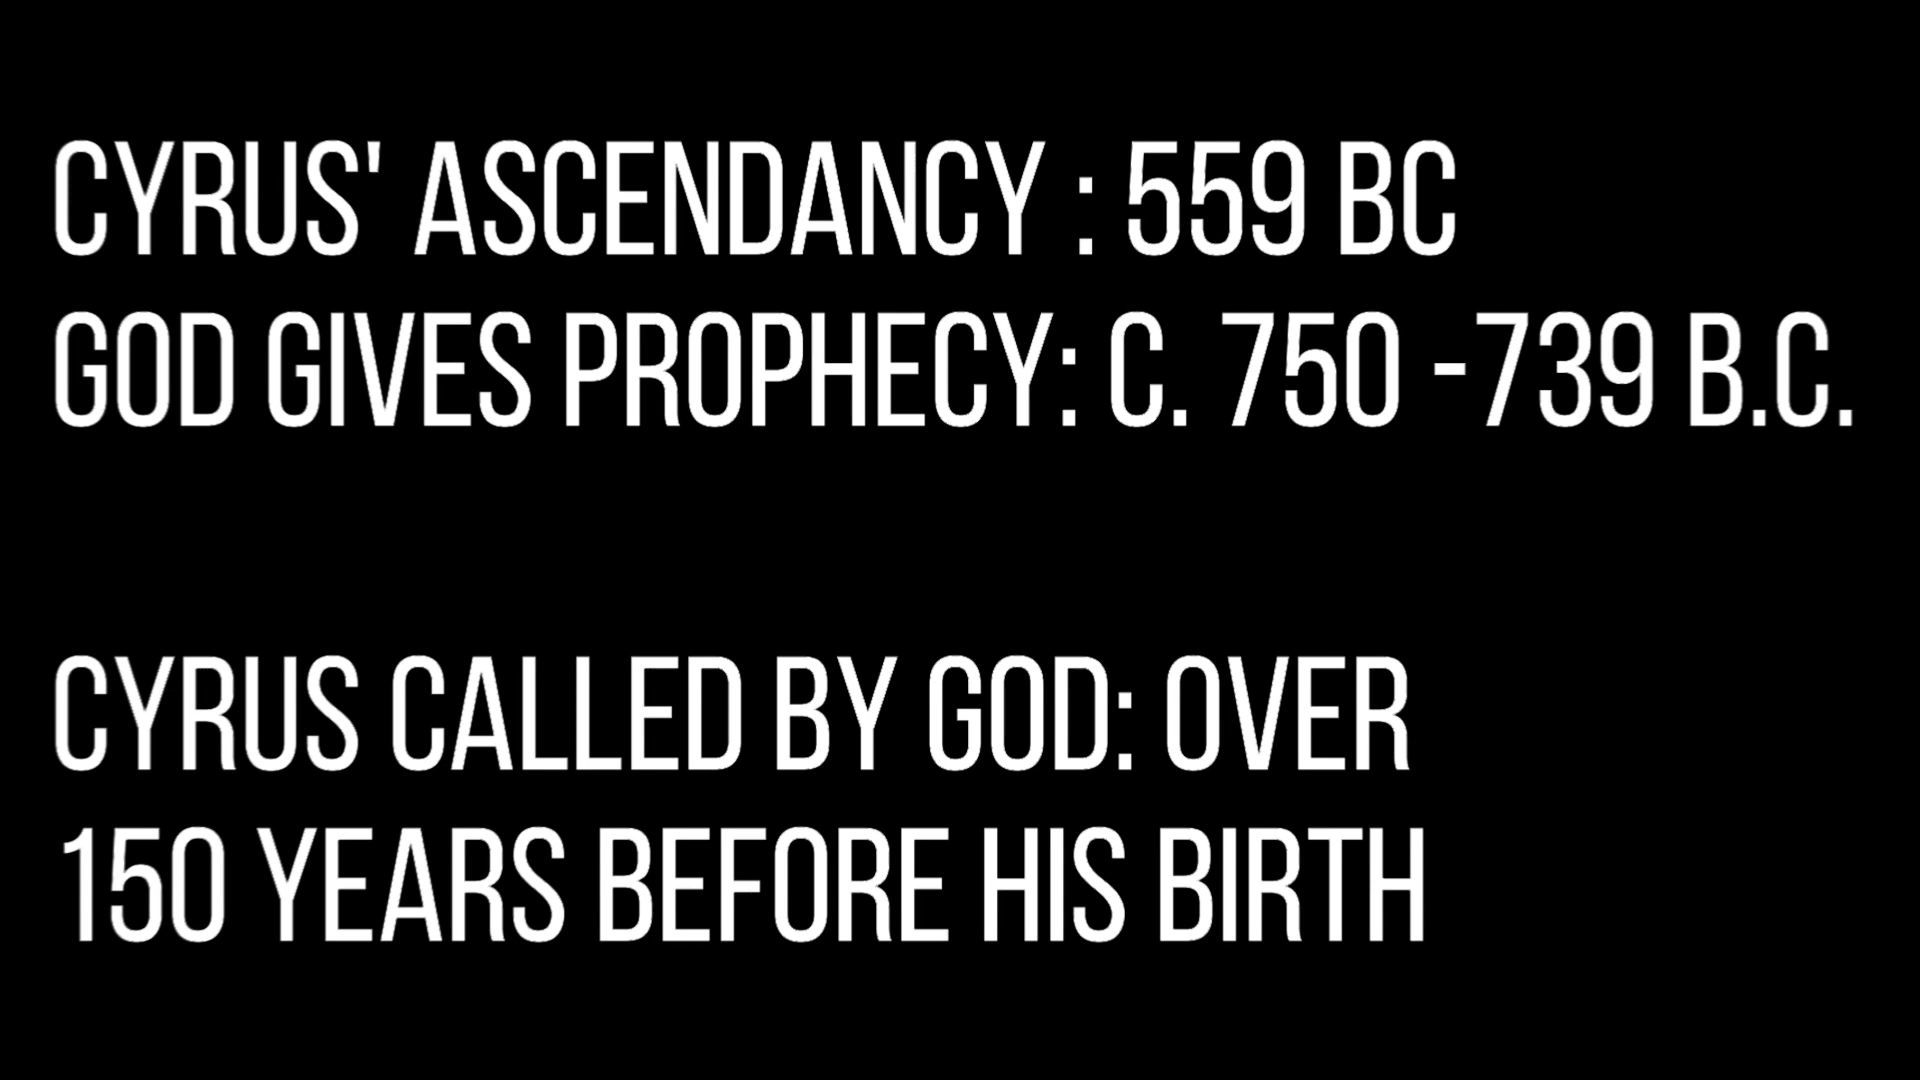 CYRUS' ASCENDANCY : 559 BC
GOD GIVES PROPHECY: C. 750 -739 B.C.
CYRUS CALLED BY GOD: OVER
150 YEARS BEFORE HIS BIRTH